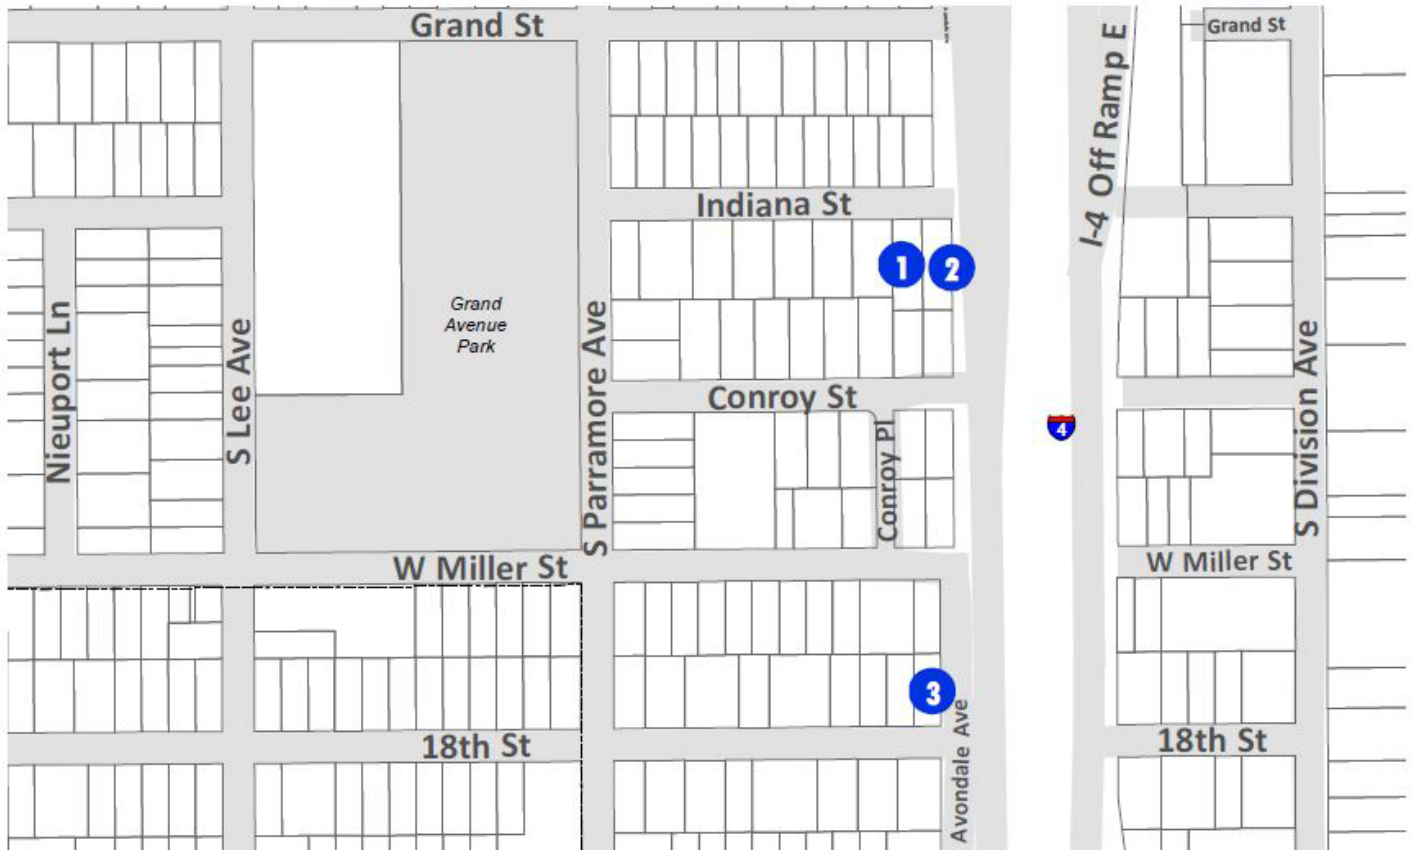 Grand St
Grand St
I-4 Off Ramp E
Indiana St
1
2
Grand
Avenue
Park
Nieuport Ln
S Lee Ave
S Parramore Ave
Conroy St
Conroy Pl
4
S Division Ave
W Miller St
W Miller St
3
18th St
18th St
Avondale Ave